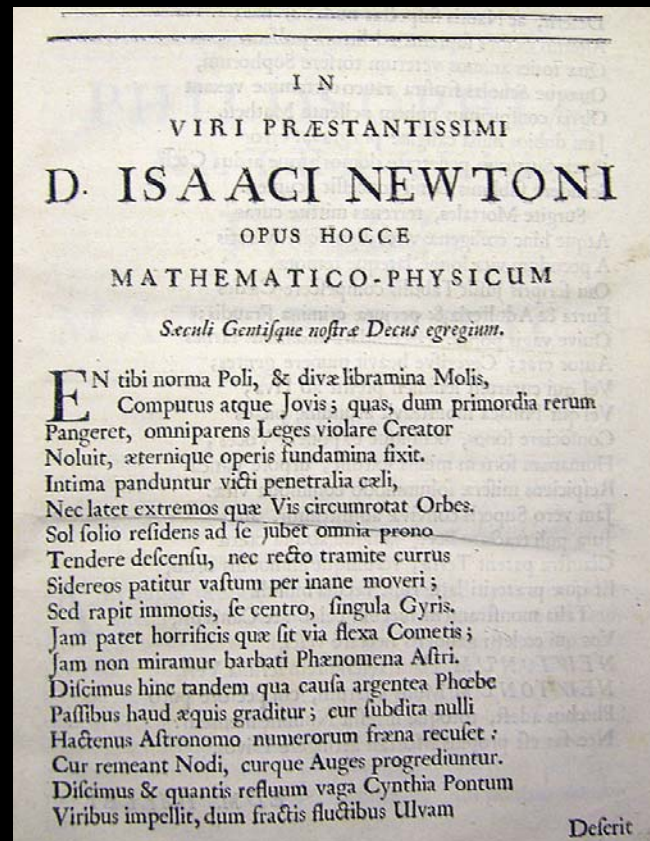 IN
VIRI PRÆSTANTISSIMI
D. ISAACI NEWTONI
OPUS HOCCE
MATHEMATICO-PHYSICUM
Sæculi Gentiſque noſtræ Decus egregium.
EN tibi norma Poli, & divæ libramina Molis,
Computus atque Jovis; quas, dum primordia rerum
Pangeret, omniparens Leges violare Creator
Noluit, æternique operis fundamina fixit.
Intima panduntur victi penetralia cæli,
Nec latet extremos quæ Vis circumrotat Orbes.
Sol ſolio reſidens ad ſe jubet omnia prono
Tendere deſcenſu, nec recto tramite currus
Sidereos patitur vaſtum per inane moveri;
Sed rapit immotis, ſe centro, ſingula Gyris.
Jam patet horrificis quæ ſit via flexa Cometis;
Jam non miramur barbati Phænomena Aſtri.
Diſcimus hinc tandem qua cauſa argentea Phœbe
Paſſibus haud æquis graditur; cur ſubdita nulli
Hactenus Aſtronomo numerorum fræna recuſet:
Cur remeant Nodi, curque Auges progrediuntur.
Diſcimus & quantis refluum vaga Cynthia Pontum
Viribus impellit, dum fractis fluctibus Ulvam
Deſerit